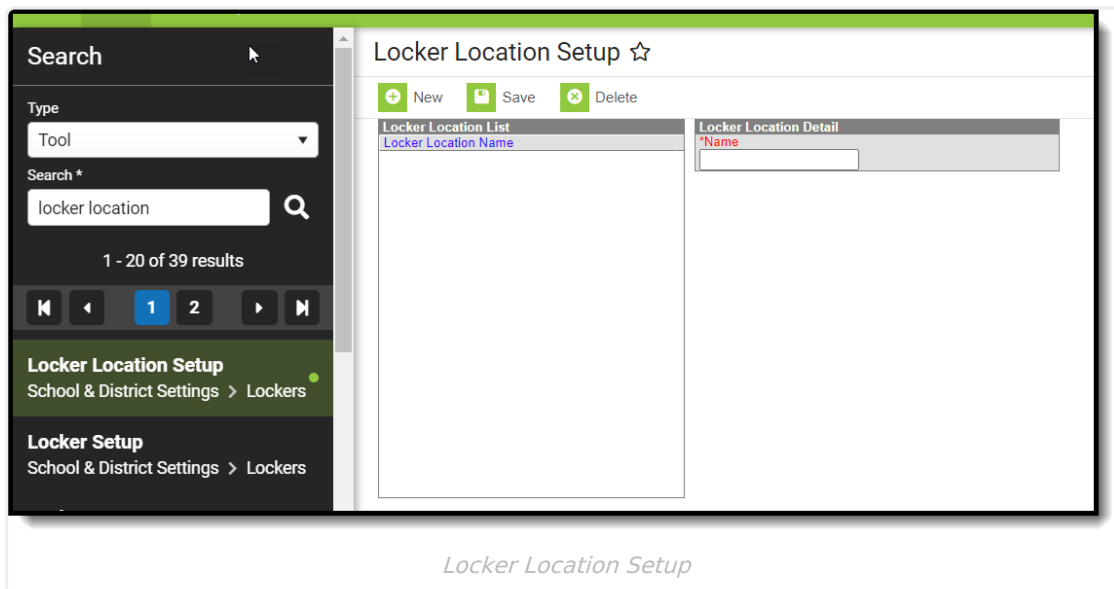 Search
Type
Tool
Search *
locker location
1 - 20 of 39 results
1 2
Locker Location Setup
School & District Settings > Lockers
Locker Setup
School & District Settings > Lockers
Locker Location Setup
New Save Delete
Locker Location List
Locker Location Name
Locker Location Detail
*Name
Locker Location Setup